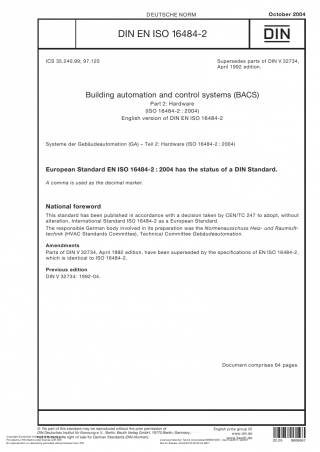 DEUTSCHE NORM
October 2004
DIN EN ISO 16484-2
DIN
ICS 35.240.99; 97.120
Supersedes parts of DIN V 32734,
April 1992 edition.
Building automation and control systems (BACS)
Part 2: Hardware
(ISO 16484-2 : 2004)
English version of DIN EN ISO 16484-2
Systeme der Gebäudeautomation (GA) – Teil 2: Hardware (ISO 16484-2 : 2004)
European Standard EN ISO 16484-2 : 2004 has the status of a DIN Standard.
A comma is used as the decimal marker.
National foreword
This standard has been published in accordance with a decision taken by CEN/TC 247 to adopt, without
alteration, International Standard ISO 16484-2 as a European Standard.
The responsible German body involved in its preparation was the Normenausschuss Heiz- und Raumluft-
technik (HVAC Standards Committee), Technical Committee Gebäudeautomation.
Amendments
Parts of DIN V 32734, April 1992 edition, have been superseded by the specifications of EN ISO 16484-2,
which is identical to ISO 16484-2.
Previous edition
DIN V 32734: 1992-04.
Document comprises 64 pages.
© No part of this standard may be reproduced without the prior permission of
DIN Deutsches Institut für Normung e.V., Berlin. Beuth Verlag GmbH, 10772 Berlin, Germany,
has the exclusive right of sale for German Standards (DIN-Normen).
English price group
www.din.de
www.beuth.de